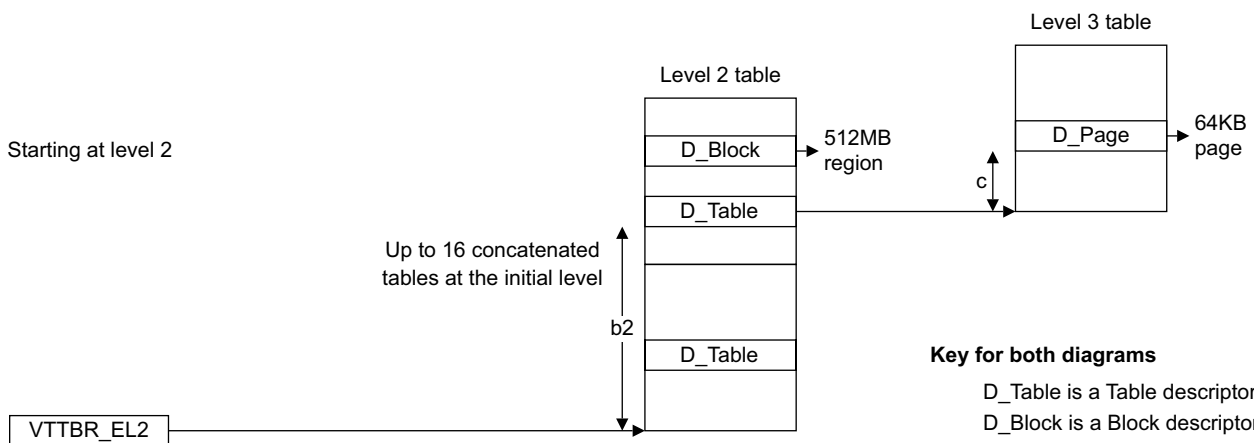 Level 3 table
Level 2 table
Starting at level 2
D_Block
512MB
region
D_Page
64KB
page
c
D_Table
Up to 16 concatenated
tables at the initial level
b2
D_Table
Key for both diagrams
D_Table is a Table descriptor
D_Block is a Block descriptor
VTTBR_EL2